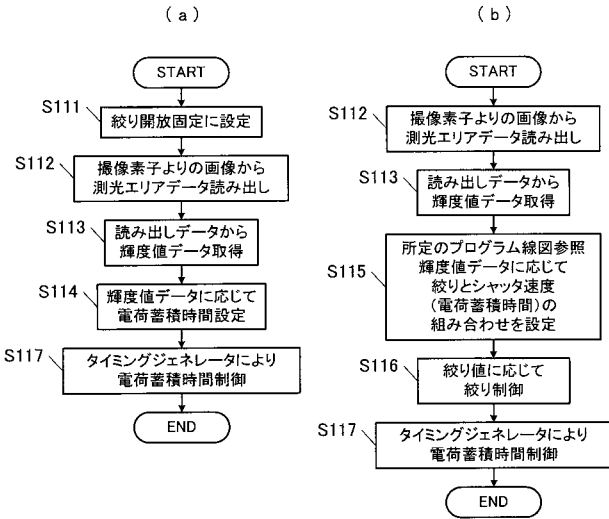 (a)
START
S111
絞り開放固定に設定
S112
撮像素子よりの画像から
測光エリアデータ読み出し
S113
読み出しデータから
輝度値データ取得
S114
輝度値データに応じて
電荷蓄積時間設定
S117
タイミングジェネレータにより
電荷蓄積時間制御
END
(b)
START
S112
撮像素子よりの画像から
測光エリアデータ読み出し
S113
読み出しデータから
輝度値データ取得
S115
所定のプログラム線図参照
輝度値データに応じて
絞りとシャッタ速度
(電荷蓄積時間)の
組み合わせを設定
S116
絞り値に応じて
絞り制御
S117
タイミングジェネレータにより
電荷蓄積時間制御
END